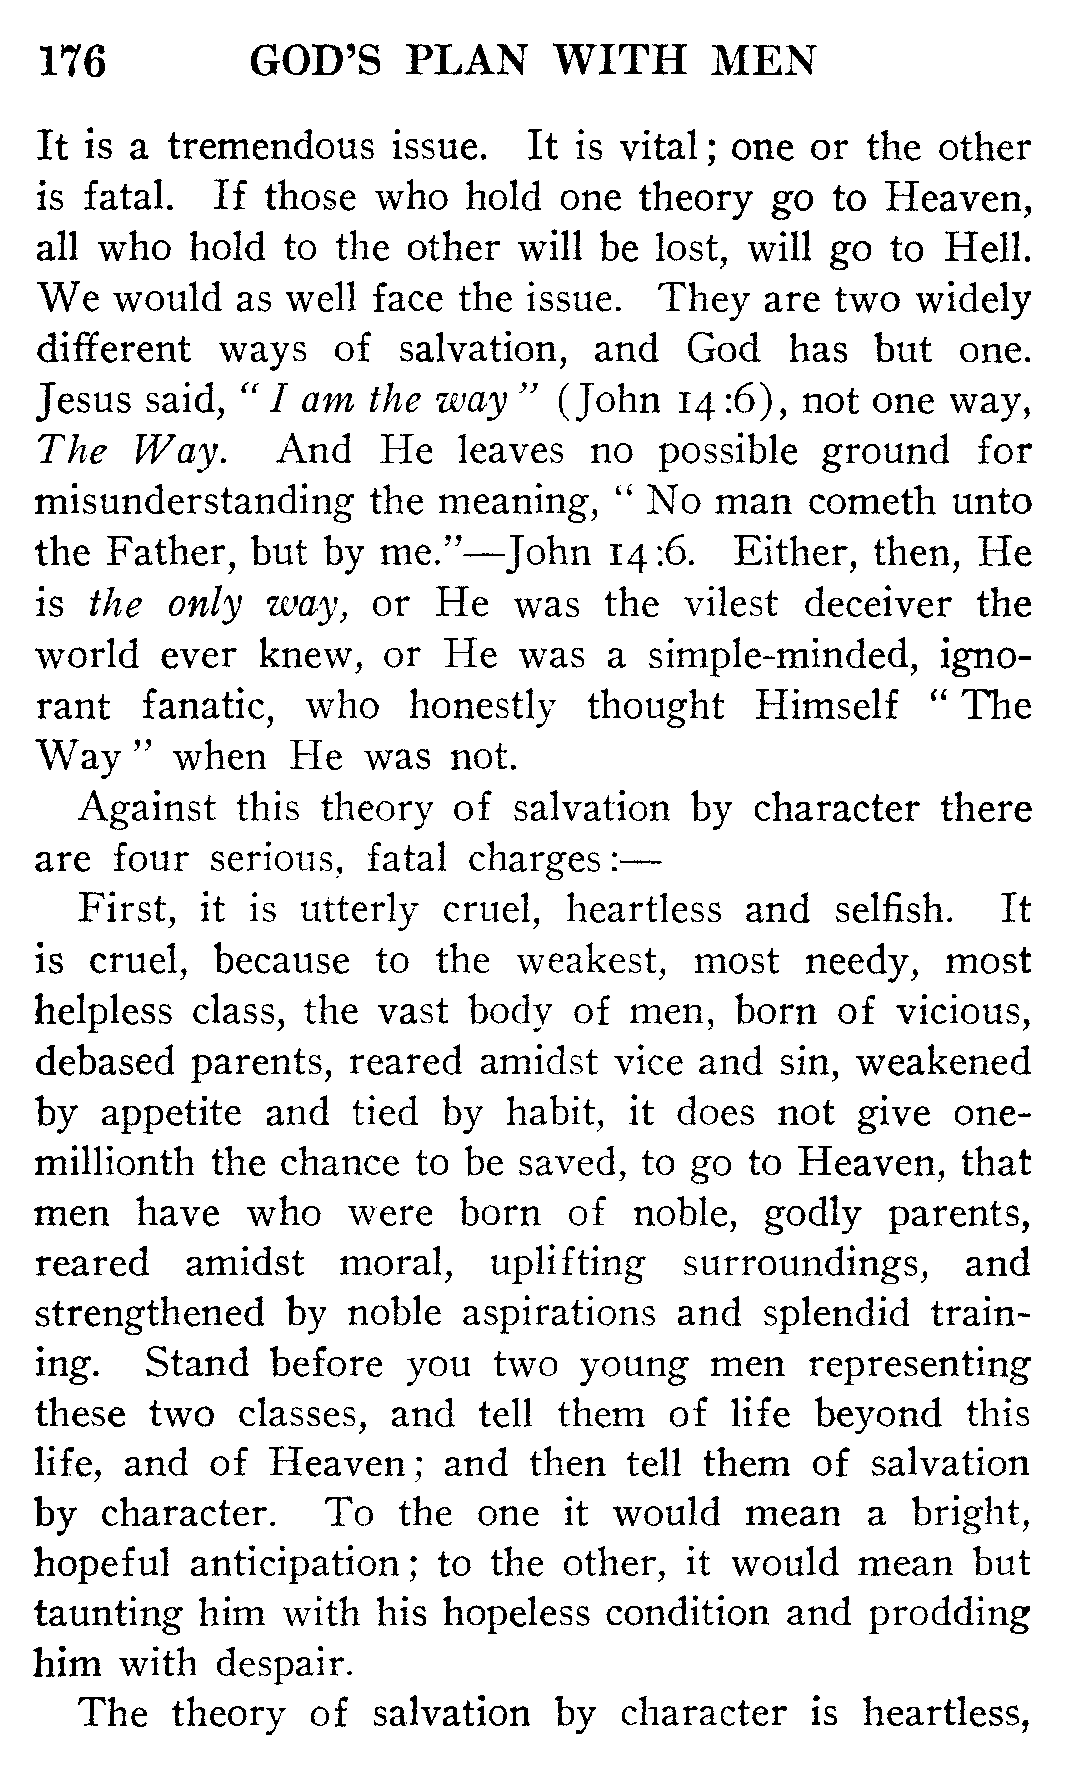 176 GOD'S PLAN WITH MEN
It is a tremendous issue. It is vital; one or the other
is fatal. If those who hold one theory go to Heaven,
all who hold to the other will be lost, will go to Hell.
We would as well face the issue. They are two widely
different ways of salvation, and God has but one.
Jesus said, " I am the way " (John 14:6), not one way,
The Way. And He leaves no possible ground for
misunderstanding the meaning, " No man cometh unto
the Father, but by me."—John 14:6. Either, then, He
is the only way, or He was the vilest deceiver the
world ever knew, or He was a simple-minded, igno-
rant fanatic, who honestly thought Himself " The
Way " when He was not.
Against this theory of salvation by character there
are four serious, fatal charges:—
First, it is utterly cruel, heartless and selfish. It
is cruel, because to the weakest, most needy, most
helpless class, the vast body of men, born of vicious,
debased parents, reared amidst vice and sin, weakened
by appetite and tied by habit, it does not give one-
millionth the chance to be saved, to go to Heaven, that
men have who were born of noble, godly parents,
reared amidst moral, uplifting surroundings, and
strengthened by noble aspirations and splendid train-
ing. Stand before you two young men representing
these two classes, and tell them of life beyond this
life, and of Heaven; and then tell them of salvation
by character. To the one it would mean a bright,
hopeful anticipation; to the other, it would mean but
taunting him with his hopeless condition and prodding
him with despair.
The theory of salvation by character is heartless,